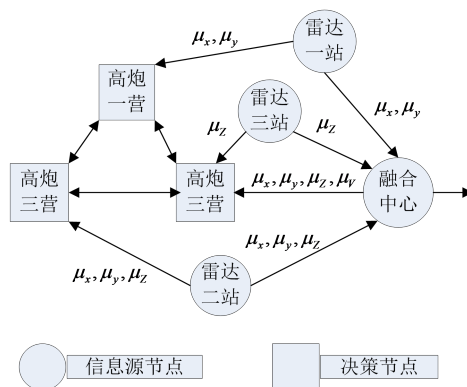 雷达
一站
μx, μy
高炮
一营
雷达
三站
μx, μy
μZ
μZ
高炮
三营
高炮
三营
μx, μy, μZ, μV
融合
中心
μx, μy, μZ
μx, μy, μZ
雷达
二站
信息源节点
决策节点